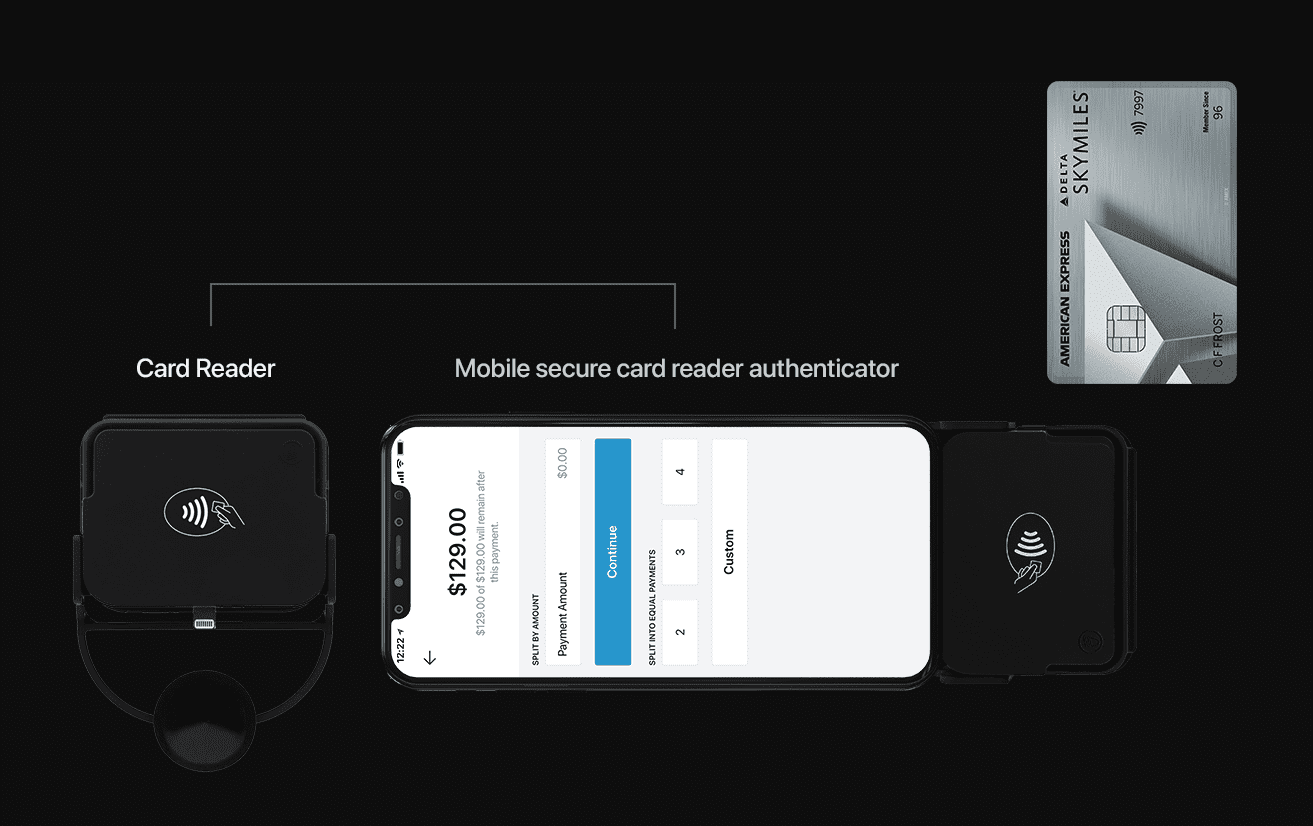 Card Reader
Mobile secure card reader authenticator
12:22
$129.00
$129.00 of $129.00 will remain after
this payment.
SPLIT BY AMOUNT
Payment Amount $0.00
Continue
SPLIT INTO EQUAL PAYMENTS
2 3 4
Custom
AMERICAN EXPRESS
DELTA
SKYMILES
7997
Member Since
96
C F FROST